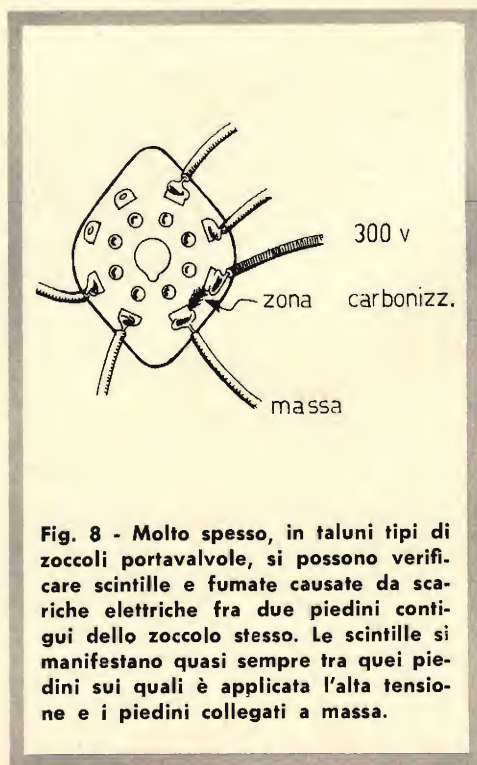 300 v
zona carbonizz.
massa
Fig. 8 - Molto spesso, in taluni tipi di
zoccoli portavalvole, si possono verifi-
care scintille e fumate causate da sca-
riche elettriche fra due piedini conti-
gui dello zoccolo stesso. Le scintille si
manifestano quasi sempre tra quei pie-
dini sui quali è applicata l'alta tensio-
ne e i piedini collegati a massa.